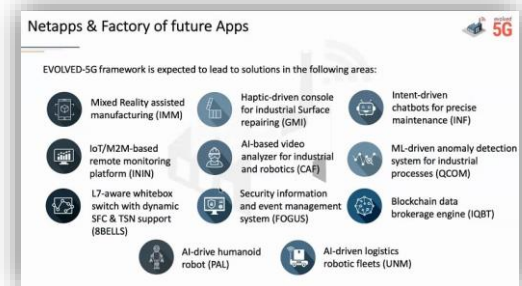 Netapps & Factory of future Apps
evolved
5G
EVOLVED-5G framework is expected to lead to solutions in the following areas:
Mixed Reality assisted
manufacturing (IMM)
Haptic-driven console
for industrial Surface
repairing (GMI)
Intent-driven
chatbots for precise
maintenance (INF)
IoT/M2M-based
remote monitoring
platform (ININ)
AI-based video
analyzer for industrial
and robotics (CAF)
ML-driven anomaly detection
system for industrial
processes (QCOM)
L7-aware whitebox
switch with dynamic
SFC & TSN support
(8BELLS)
Security information
and event management
system (FOGUS)
Blockchain data
brokerage engine (IQBT)
AI-drive humanoid
robot (PAL)
AI-driven logistics
robotic fleets (UNM)